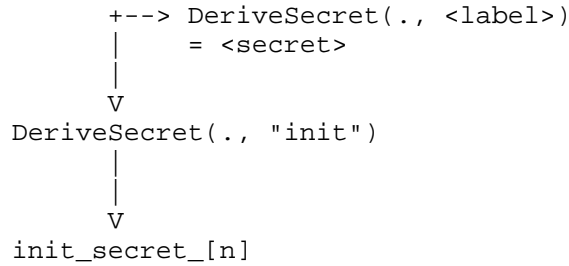 +--> DeriveSecret(., <label>)
|    = <secret>
|
V
DeriveSecret(., "init")
|
|
V
init_secret_[n]